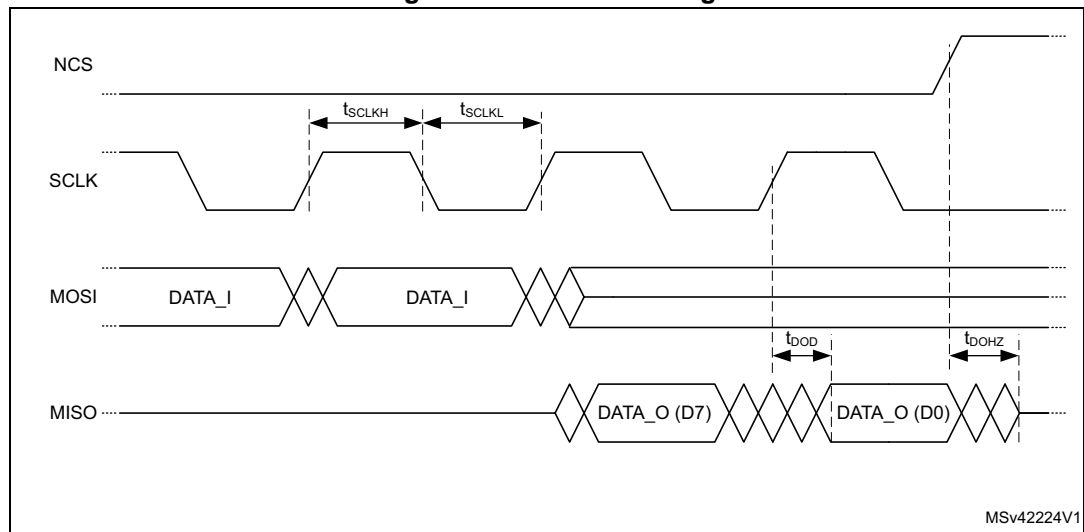 NCS
tSCLKH
tSCLKL
SCLK
MOSI
DATA_I
DATA_I
tDOD
tDOHZ
MISO
DATA_O (D7)
DATA_O (D0)
MSv42224V1